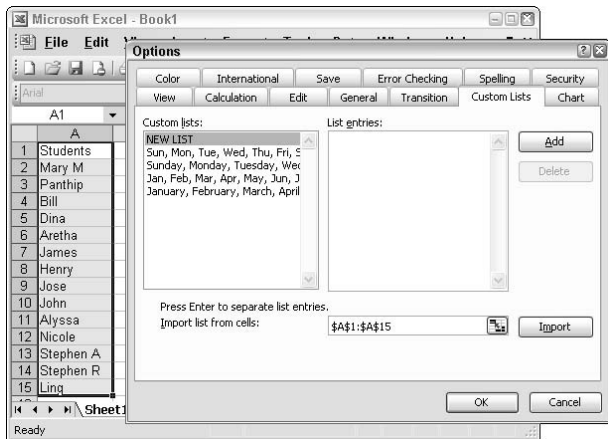 Microsoft Excel - Book1
File Edit
Options
Color International Save Error Checking Spelling Security
View Calculation Edit General Transition Custom Lists Chart
Arial
A1
A
1 Students
2 Mary M
3 Panthip
4 Bill
5 Dina
6 Aretha
7 James
8 Henry
9 Jose
10 John
11 Alyssa
12 Nicole
13 Stephen A
14 Stephen R
15 Ling
Custom lists:
NEW LIST
Sun, Mon, Tue, Wed, Thu, Fri, S
Sunday, Monday, Tuesday, Wed
Jan, Feb, Mar, Apr, May, Jun, J
January, February, March, April
List entries:
Add
Delete
Press Enter to separate list entries.
Import list from cells: $A$1:$A$15 Import
OK Cancel
Sheet1
Ready